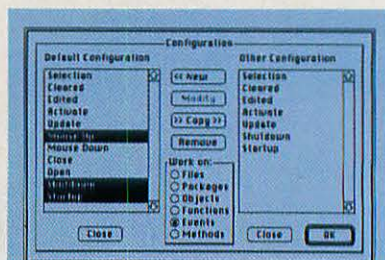 Configuration
Default Configuration
Selection
Cleared
Edited
Activate
Update
Mouse Up
Mouse Down
Close
Open
Shutdown
Startup
Close
<< New
Modify
>> Copy >>
Remove
Work on:
Files
Packages
Objects
Functions
Events
Methods
Other Configuration
Selection
Cleared
Edited
Activate
Update
Shutdown
Startup
Close
OK